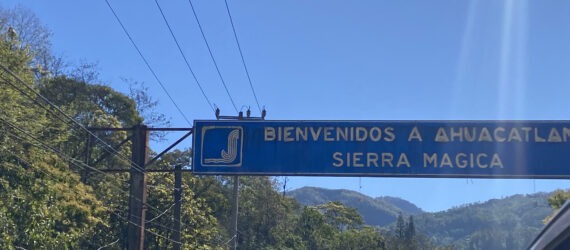 BIENVENIDOS A AHUACATLAN
SIERRA MAGICA